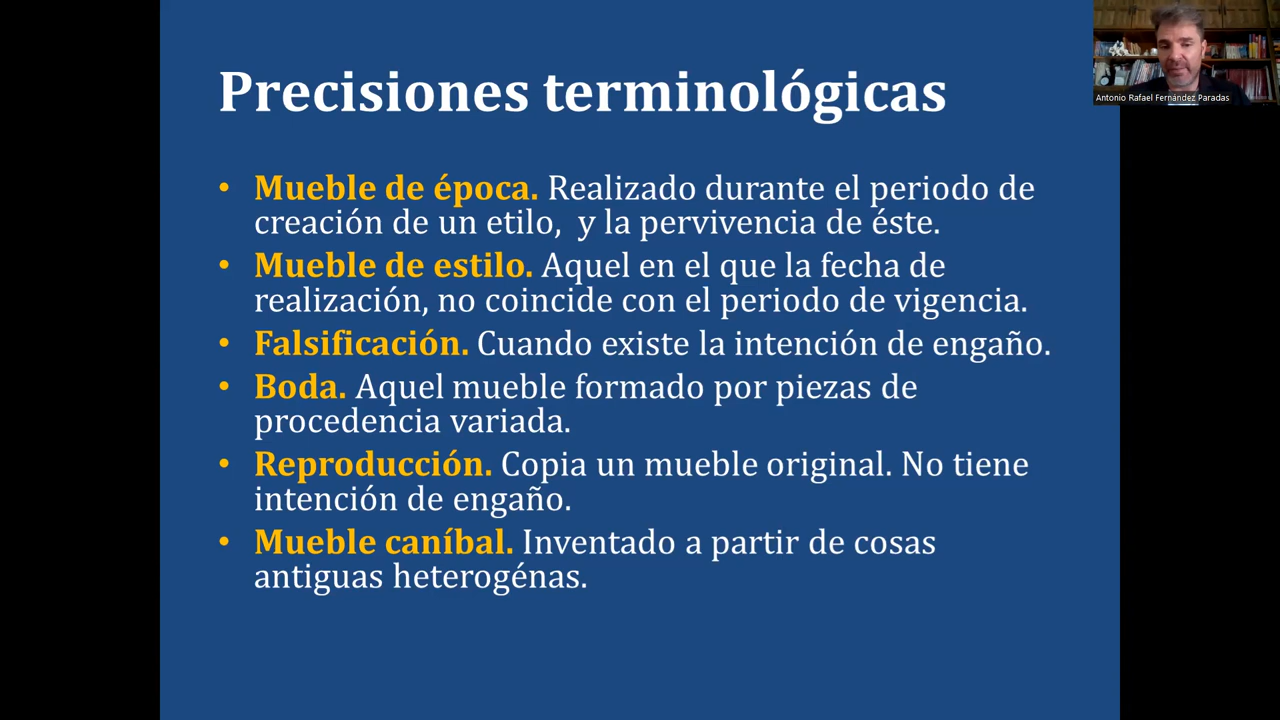 Precisiones terminológicas
• Mueble de época. Realizado durante el periodo de
creación de un etilo,  y la pervivencia de éste.
• Mueble de estilo. Aquel en el que la fecha de
realización, no coincide con el periodo de vigencia.
• Falsificación. Cuando existe la intención de engaño.
• Boda. Aquel mueble formado por piezas de
procedencia variada.
• Reproducción. Copia un mueble original. No tiene
intención de engaño.
• Mueble caníbal. Inventado a partir de cosas
antiguas heterogénas.
Antonio Rafael Fernández Paradas